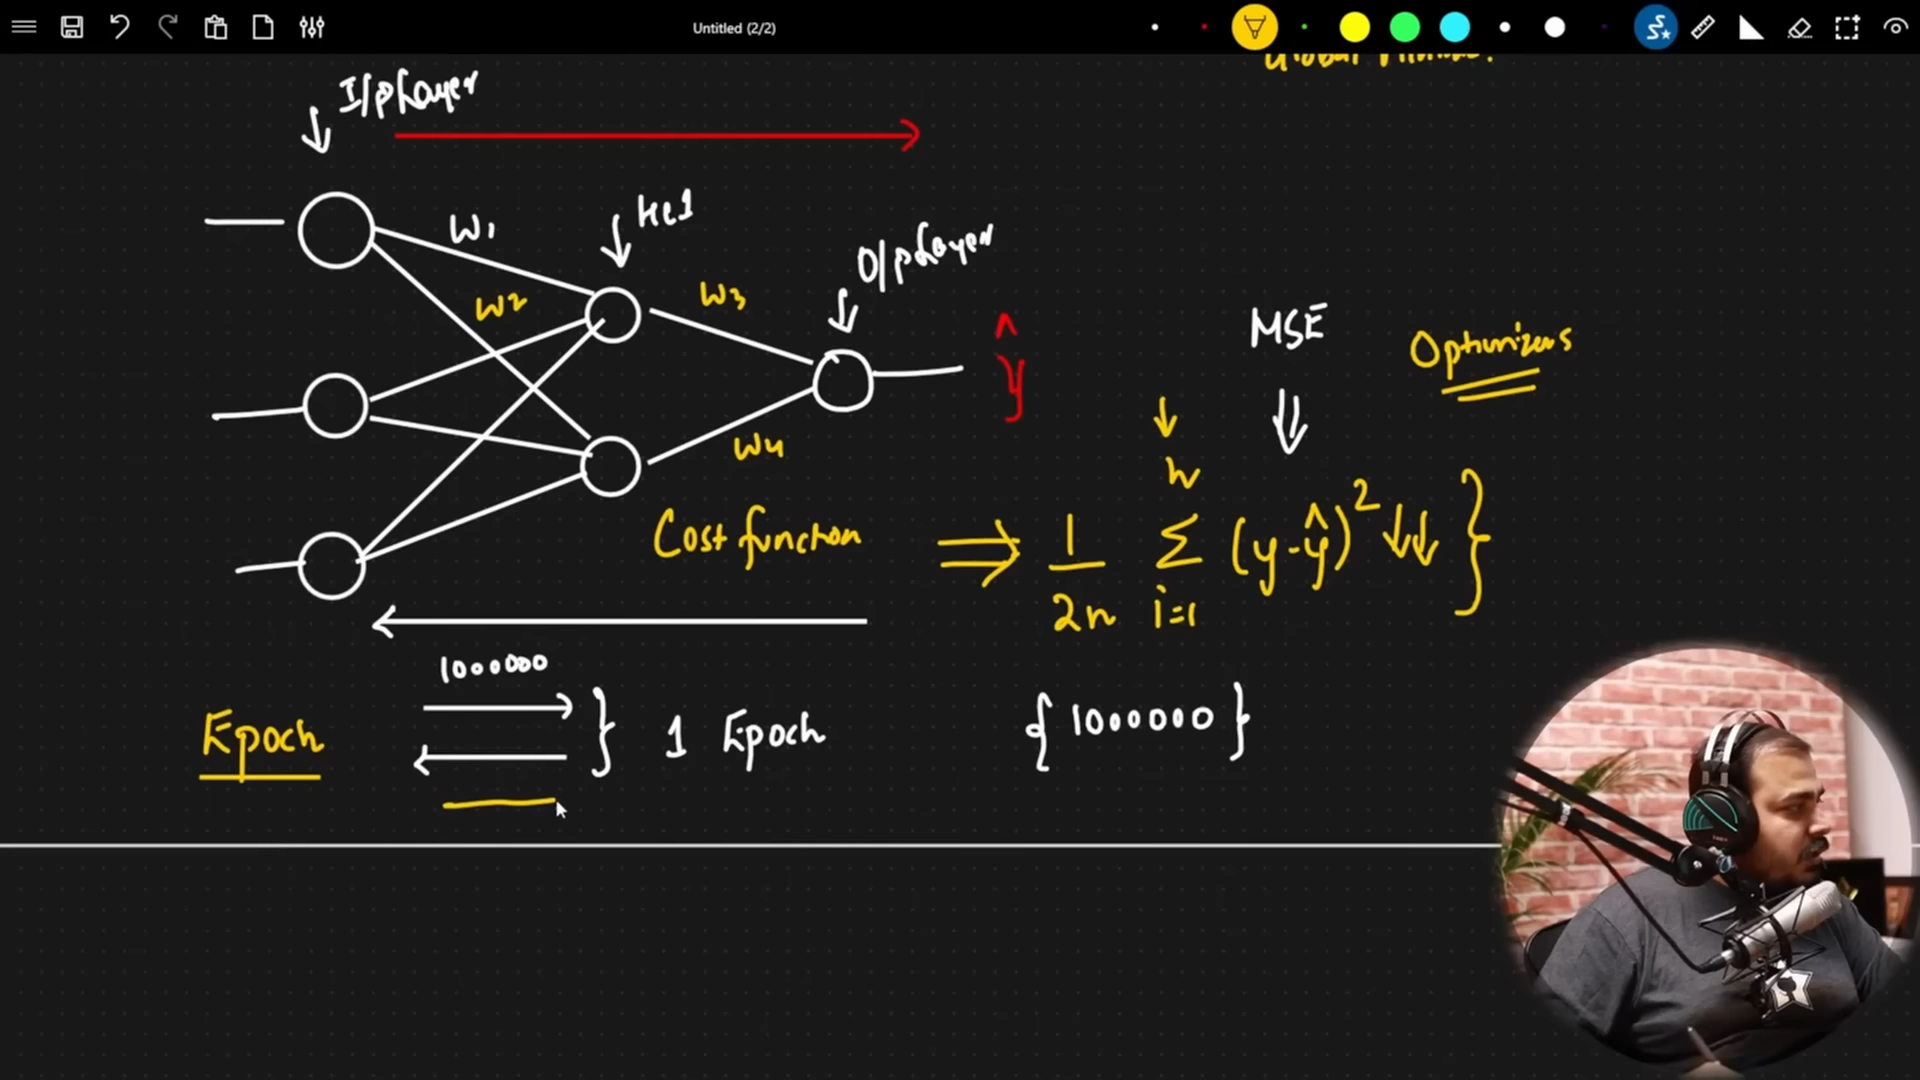 Untitled (2/2)
I/p Layer
W1
HL1
W2
W3
O/p Layer
ŷ
W4
MSE
Optimizers
Cost function ⇒ 1/2n n Σ i=1 (y-ŷ)² ↓↓ }
1000000
Epoch
} 1 Epoch
{ 1000000 }